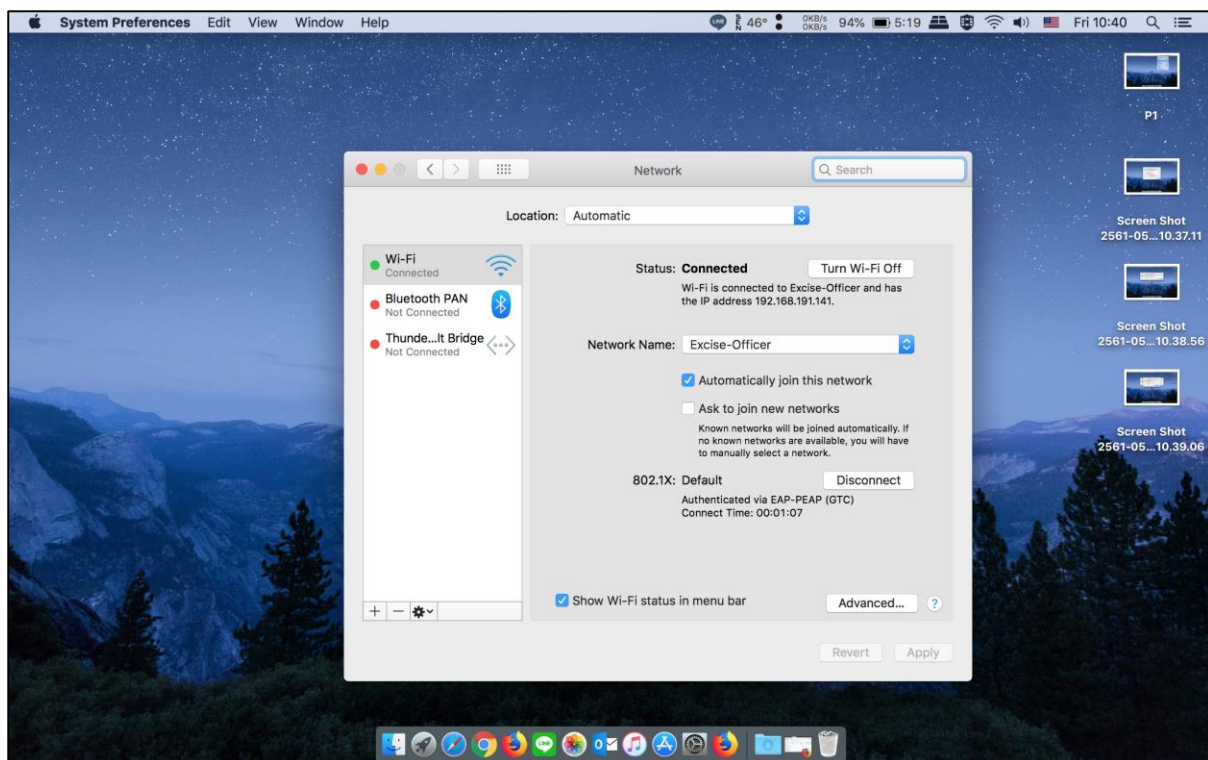 System Preferences Edit View Window Help
LINE
46°
0KB/s
0KB/s
94%
5:19
Fri 10:40
P1
Screen Shot
2561-05...10.37.11
Screen Shot
2561-05...10.38.56
Screen Shot
2561-05...10.39.06
Network
Search
Location: Automatic
Wi-Fi
Connected
Bluetooth PAN
Not Connected
Thunde...lt Bridge
Not Connected
Status: Connected
Turn Wi-Fi Off
Wi-Fi is connected to Excise-Officer and has
the IP address 192.168.191.141.
Network Name: Excise-Officer
Automatically join this network
Ask to join new networks
Known networks will be joined automatically. If
no known networks are available, you will have
to manually select a network.
802.1X: Default
Disconnect
Authenticated via EAP-PEAP (GTC)
Connect Time: 00:01:07
Show Wi-Fi status in menu bar
Advanced...
?
Revert
Apply